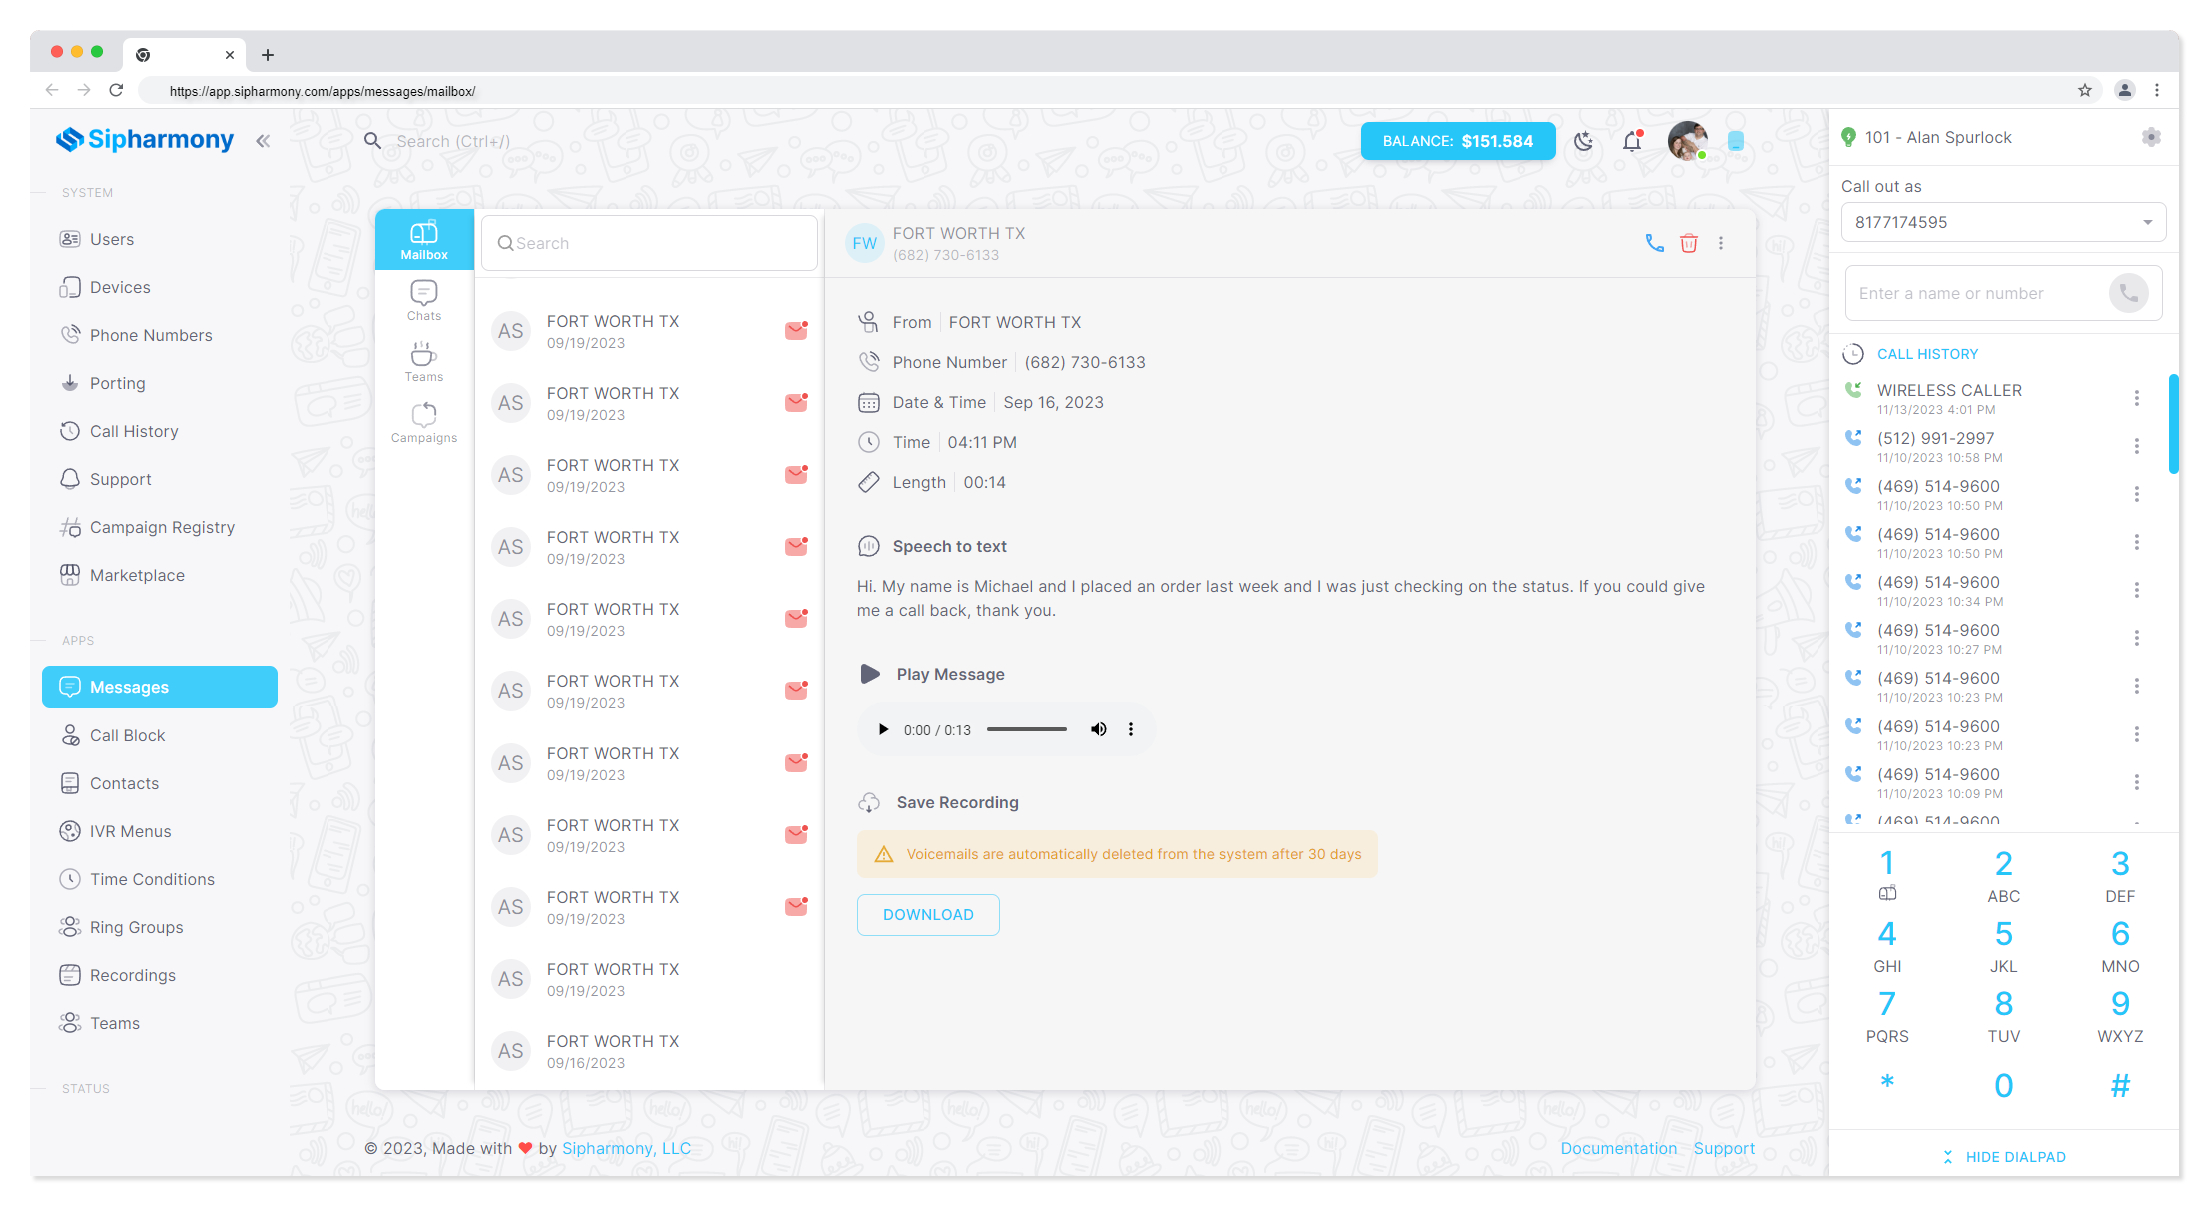 https://app.sipharmony.com/apps/messages/mailbox/
Sipharmony
SYSTEM
Users
Devices
Phone Numbers
Porting
Call History
Support
Campaign Registry
Marketplace
APPS
Messages
Call Block
Contacts
IVR Menus
Time Conditions
Ring Groups
Recordings
Teams
STATUS
Search (Ctrl+/)
BALANCE: $151.584
Mailbox
Chats
Teams
Campaigns
Search
AS FORT WORTH TX
09/19/2023
AS FORT WORTH TX
09/19/2023
AS FORT WORTH TX
09/19/2023
AS FORT WORTH TX
09/19/2023
AS FORT WORTH TX
09/19/2023
AS FORT WORTH TX
09/19/2023
AS FORT WORTH TX
09/19/2023
AS FORT WORTH TX
09/19/2023
AS FORT WORTH TX
09/19/2023
AS FORT WORTH TX
09/19/2023
AS FORT WORTH TX
09/16/2023
FW FORT WORTH TX
(682) 730-6133
From FORT WORTH TX
Phone Number (682) 730-6133
Date & Time Sep 16, 2023
Time 04:11 PM
Length 00:14
Speech to text
Hi. My name is Michael and I placed an order last week and I was just checking on the status. If you could give
me a call back, thank you.
Play Message
0:00 / 0:13
Save Recording
Voicemails are automatically deleted from the system after 30 days
DOWNLOAD
© 2023, Made with ❤ by Sipharmony, LLC
Documentation Support
101 - Alan Spurlock
Call out as
8177174595
Enter a name or number
CALL HISTORY
WIRELESS CALLER
11/13/2023 4:01 PM
(512) 991-2997
11/10/2023 10:58 PM
(469) 514-9600
11/10/2023 10:50 PM
(469) 514-9600
11/10/2023 10:50 PM
(469) 514-9600
11/10/2023 10:34 PM
(469) 514-9600
11/10/2023 10:27 PM
(469) 514-9600
11/10/2023 10:23 PM
(469) 514-9600
11/10/2023 10:23 PM
(469) 514-9600
11/10/2023 10:09 PM
(469) 514-9600
1 2 3
ABC DEF
4 5 6
GHI JKL MNO
7 8 9
PQRS TUV WXYZ
* 0 #
HIDE DIALPAD